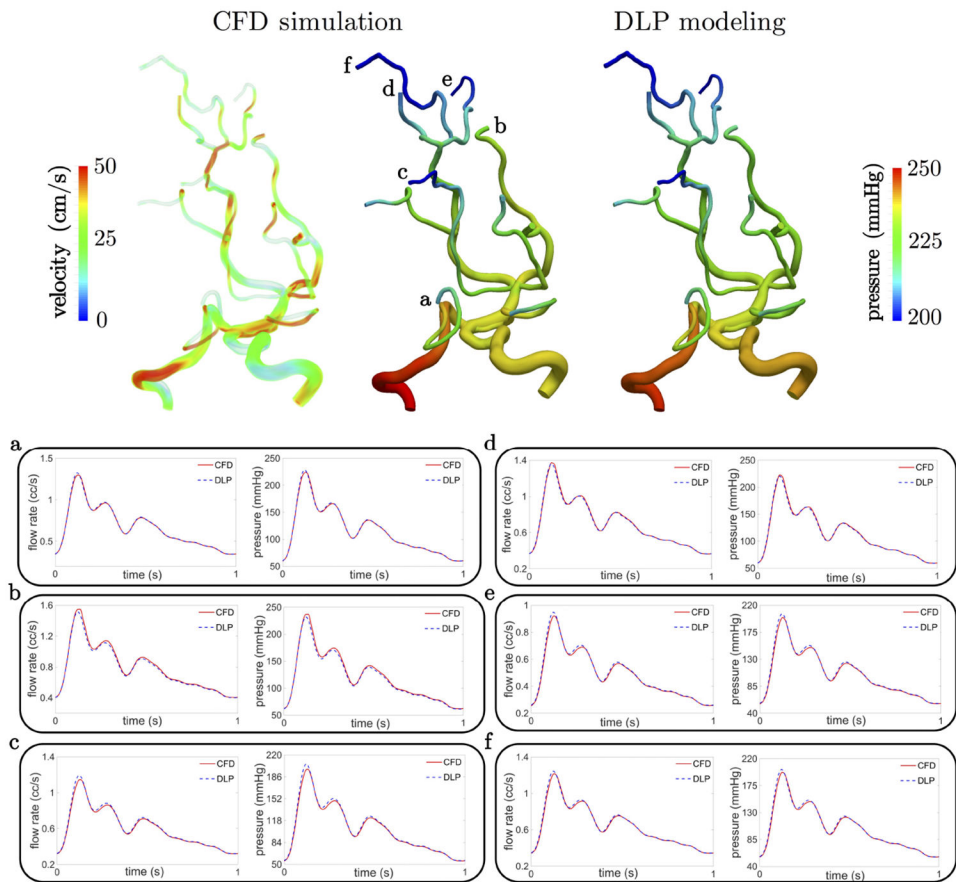 CFD simulation
DLP modeling
f
d
e
b
c
a
velocity (cm/s)
50
25
0
pressure (mmHg)
250
225
200
a
flow rate (cc/s)
1.5
1
0.5
0
time (s)
1
CFD
DLP
pressure (mmHg)
250
200
150
100
50
0
time (s)
1
CFD
DLP
d
flow rate (cc/s)
1.4
1
0.6
0.2
0
time (s)
1
CFD
DLP
pressure (mmHg)
250
200
150
100
50
0
time (s)
1
CFD
DLP
b
flow rate (cc/s)
1.6
1.2
0.8
0.4
0
time (s)
1
CFD
DLP
pressure (mmHg)
250
200
150
100
50
0
time (s)
1
CFD
DLP
e
flow rate (cc/s)
1
0.8
0.6
0.4
0.2
0
time (s)
1
CFD
DLP
pressure (mmHg)
220
175
130
85
40
0
time (s)
1
CFD
DLP
c
flow rate (cc/s)
1.4
1
0.6
0.2
0
time (s)
1
CFD
DLP
pressure (mmHg)
220
186
152
118
84
50
0
time (s)
1
CFD
DLP
f
flow rate (cc/s)
1.4
1
0.6
0.2
0
time (s)
1
CFD
DLP
pressure (mmHg)
220
175
130
85
40
0
time (s)
1
CFD
DLP